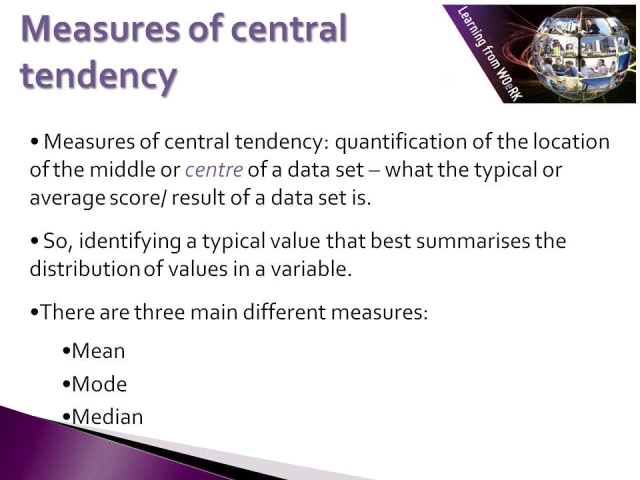 Measures of central
tendency
Learning from WOeRK
• Measures of central tendency: quantification of the location
of the middle or centre of a data set – what the typical or
average score/ result of a data set is.
• So, identifying a typical value that best summarises the
distribution of values in a variable.
•There are three main different measures:
•Mean
•Mode
•Median